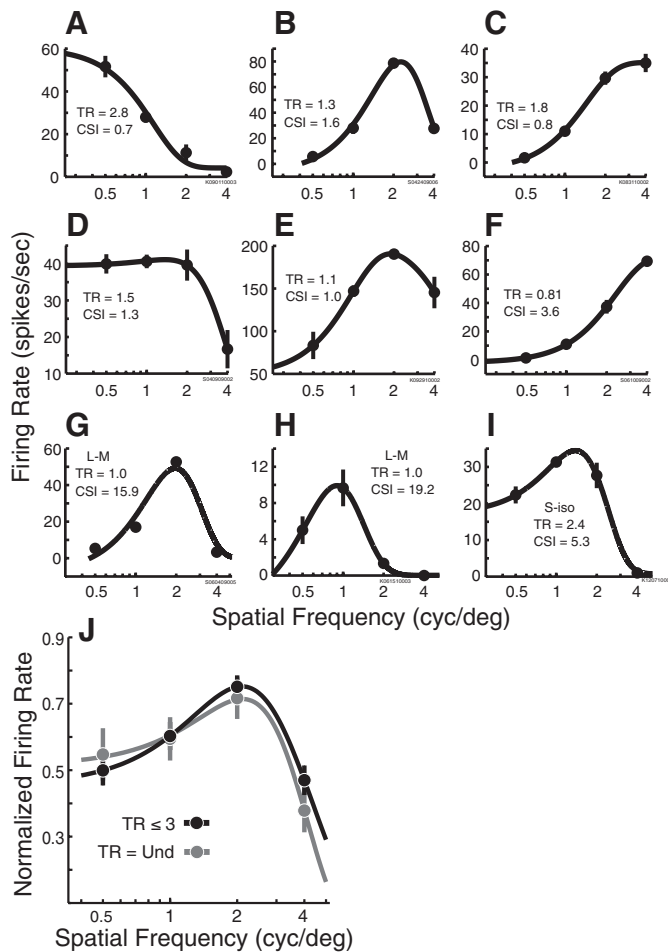 A
B
C
60
40
20
0
TR = 2.8
CSI = 0.7
0.5 1 2 4
K090110003
80
60
40
20
0
TR = 1.3
CSI = 1.6
0.5 1 2 4
S042409006
40
30
20
10
0
TR = 1.8
CSI = 0.8
0.5 1 2 4
K083110002
Firing Rate (spikes/sec)
D
E
F
40
30
20
10
TR = 1.5
CSI = 1.3
0.5 1 2 4
S040909002
200
150
100
50
TR = 1.1
CSI = 1.0
0.5 1 2 4
K092910002
80
60
40
20
0
TR = 0.81
CSI = 3.6
0.5 1 2 4
S061009002
G
H
I
60
40
20
0
L-M
TR = 1.0
CSI = 15.9
0.5 1 2 4
S060409005
12
8
4
0
L-M
TR = 1.0
CSI = 19.2
0.5 1 2 4
K061510003
30
20
10
0
S-iso
TR = 2.4
CSI = 5.3
0.5 1 2 4
Spatial Frequency (cyc/deg)
J
Normalized Firing Rate
0.9
0.7
0.5
0.3
TR ≤ 3
TR = Und
0.5 1 2 4
Spatial Frequency (cyc/deg)